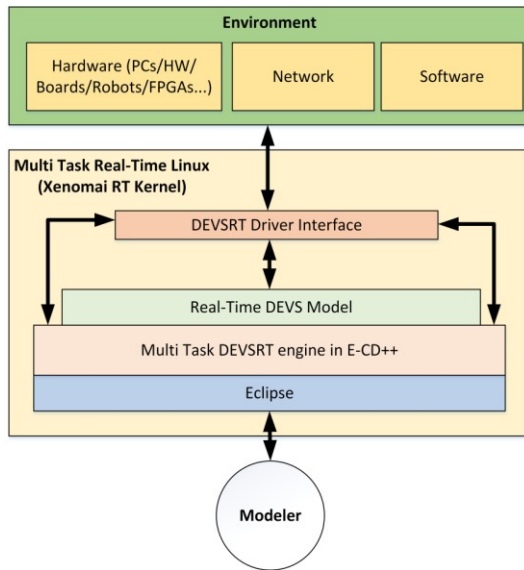 Environment
Hardware (PCs/HW/
Boards/Robots/FPGAs...)
Network
Software
Multi Task Real-Time Linux
(Xenomai RT Kernel)
DEVSRT Driver Interface
Real-Time DEVS Model
Multi Task DEVSRT engine in E-CD++
Eclipse
Modeler